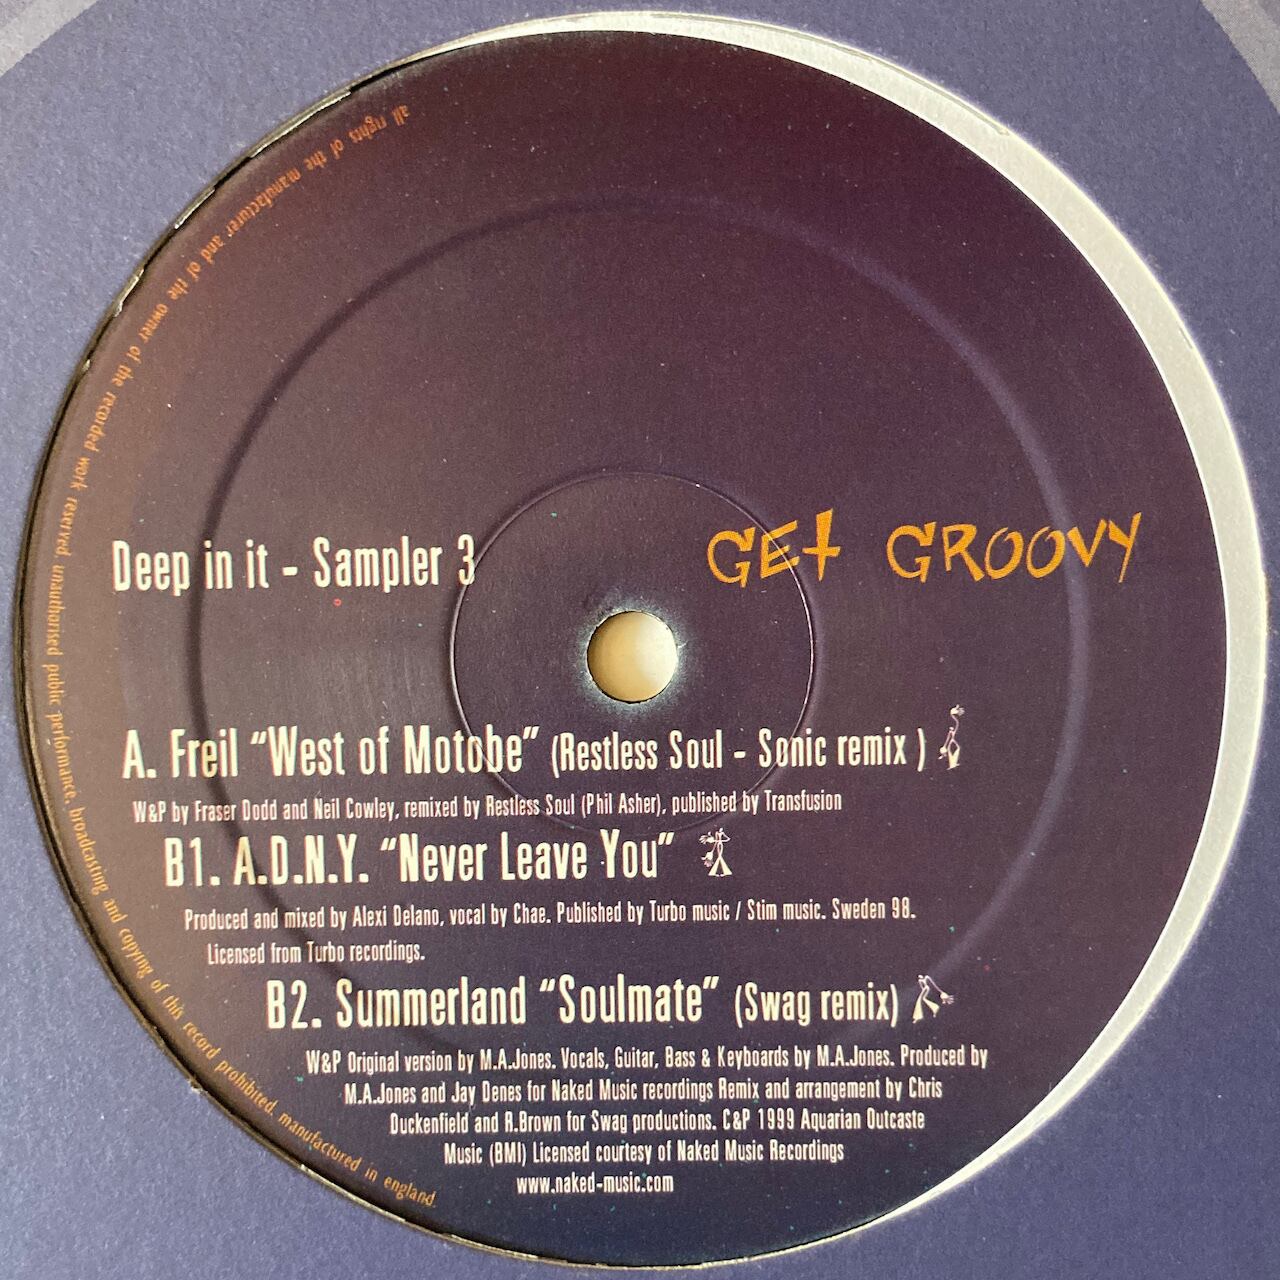 all rights of the manufacturer and of the owner of the recorded work reserved. unauthorised public performance, broadcasting and copying of this record prohibited. manufactured in england.
Deep in it - Sampler 3
GET GROOVY
A. Freil "West of Motobe" (Restless Soul - Sonic remix )
W&P by Fraser Dodd and Neil Cowley, remixed by Restless Soul (Phil Asher), published by Transfusion
B1. A.D.N.Y. "Never Leave You"
Produced and mixed by Alexi Delano, vocal by Chae. Published by Turbo music / Stim music. Sweden 98.
Licensed from Turbo recordings.
B2. Summerland "Soulmate" (Swag remix)
W&P Original version by M.A.Jones. Vocals, Guitar, Bass & Keyboards by M.A.Jones. Produced by
M.A.Jones and Jay Denes for Naked Music recordings Remix and arrangement by Chris
Duckenfield and R.Brown for Swag productions. C&P 1999 Aquarian Outcaste
Music (BMI) Licensed courtesy of Naked Music Recordings
www.naked-music.com